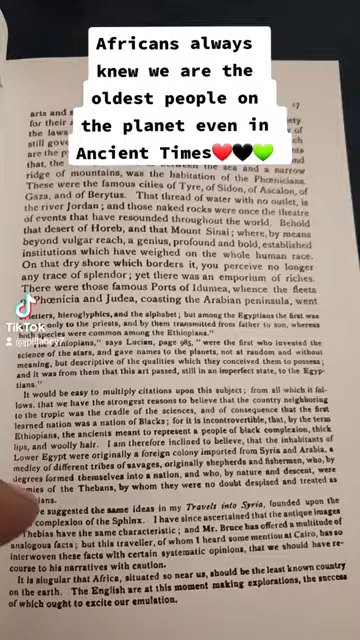 Africans always
knew we are the
oldest people on
the planet even in
Ancient Times❤️🖤💚
17
arts and
for their
the laws
still gove
are the py
that, the sea and a narrow
ridge of mountains, was the habitation of the Phœnicians.
These were the famous cities of Tyre, of Sidon, of Ascalon, of
Gaza, and of Berytus. That thread of water with no outlet, is
the river Jordan; and those naked rocks were once the theatre
of events that have resounded throughout the world. Behold
that desert of Horeb, and that Mount Sinai; where, by means
beyond vulgar reach, a genius, profound and bold, established
institutions which have weighed on the whole human race.
On that dry shore which borders it, you perceive no longer
any trace of splendor; yet there was an emporium of riches.
There were those famous Ports of Idumea, whence the fleets
Phœnicia and Judea, coasting the Arabian peninsula, went
letters, hieroglyphics, and the alphabet; but among the Egyptians the first was
only to the priests, and by them transmitted from father to son, whereas
both species were common among the Ethiopians."
TikTok
Ethiopians," says Lucian, page 985, "were the first who invented the
science of the stars, and gave names to the planets, not at random and without
meaning, but descriptive of the qualities which they conceived them to possess;
and it was from them that this art passed, still in an imperfect state, to the Egyp-
tians."
It would be easy to multiply citations upon this subject; from all which it fol-
lows, that we have the strongest reasons to believe that the country neighboring
to the tropic was the cradle of the sciences, and of consequence that the first
learned nation was a nation of Blacks; for it is incontrovertible, that, by the term
Ethiopians, the ancients meant to represent a people of black complexion, thick
lips, and woolly hair. I am therefore inclined to believe, that the inhabitants of
Lower Egypt were originally a foreign colony imported from Syria and Arabia, a
medley of different tribes of savages, originally shepherds and fishermen, who, by
degrees formed themselves into a nation, and who, by nature and descent, were
enemies of the Thebans, by whom they were no doubt despised and treated as
barbarians.
I have suggested the same ideas in my Travels into Syria, founded upon the
complexion of the Sphinx. I have since ascertained that the antique images
of Thebias have the same characteristic; and Mr. Bruce has offered a multitude of
analogous facts; but this traveller, of whom I heard some mention at Cairo, has so
interwoven these facts with certain systematic opinions, that we should have re-
course to his narratives with caution.
It is singular that Africa, situated so near us, should be the least known country
on the earth. The English are at this moment making explorations, the success
of which ought to excite our emulation.